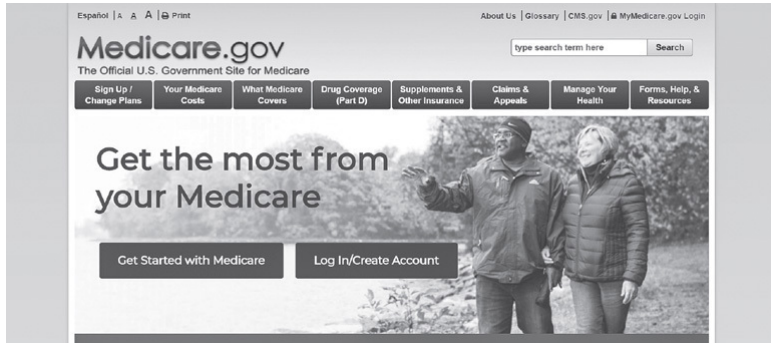 Español | A A A | Print
About Us | Glossary | CMS.gov | MyMedicare.gov Login
Medicare.gov
The Official U.S. Government Site for Medicare
type search term here
Search
Sign Up /
Change Plans
Your Medicare
Costs
What Medicare
Covers
Drug Coverage
(Part D)
Supplements &
Other Insurance
Claims &
Appeals
Manage Your
Health
Forms, Help, &
Resources
Get the most from
your Medicare
Get Started with Medicare
Log In/Create Account